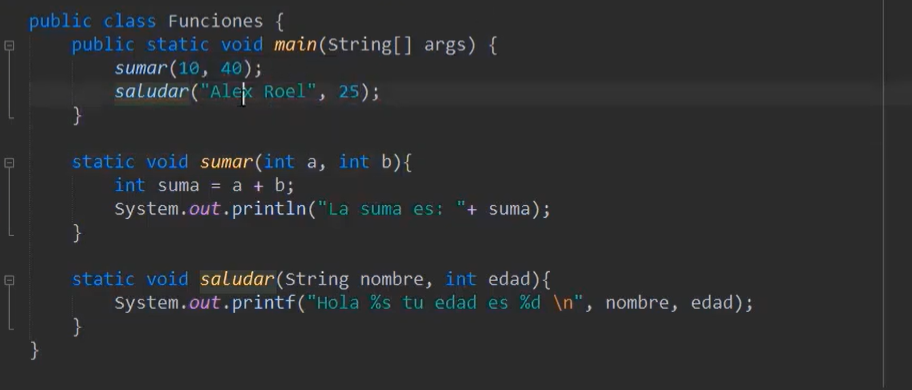 public class Funciones {
public static void main(String[] args) {
sumar(10, 40);
saludar("Alex Roel", 25);
}
static void sumar(int a, int b){
int suma = a + b;
System.out.println("La suma es: "+ suma);
}
static void saludar(String nombre, int edad){
System.out.printf("Hola %s tu edad es %d \n", nombre, edad);
}
}